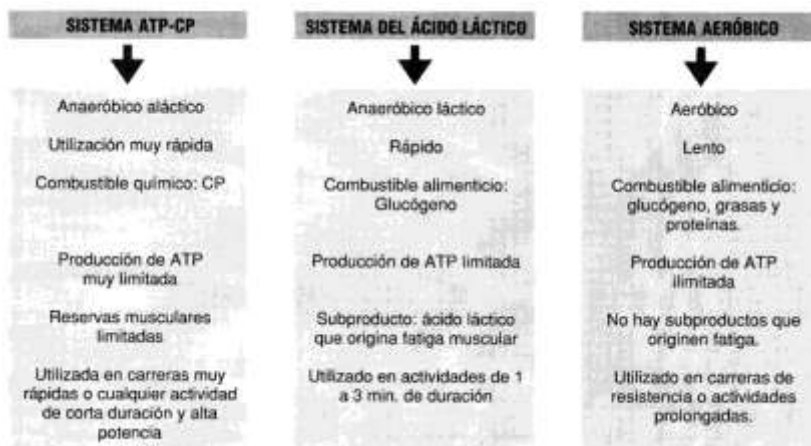 SISTEMA ATP-CP
Anaeróbico aláctico
Utilización muy rápida
Combustible químico: CP
Producción de ATP
muy limitada
Reservas musculares
limitadas
Utilizada en carreras muy
rápidas o cualquier actividad
de corta duración y alta
potencia
SISTEMA DEL ÁCIDO LÁCTICO
Anaeróbico láctico
Rápido
Combustible alimenticio:
Glucógeno
Producción de ATP limitada
Subproducto: ácido láctico
que origina fatiga muscular
Utilizado en actividades de 1
a 3 min. de duración
SISTEMA AERÓBICO
Aeróbico
Lento
Combustible alimenticio:
glucógeno, grasas y
proteínas.
Producción de ATP
ilimitada
No hay subproductos que
originen fatiga.
Utilizado en carreras de
resistencia o actividades
prolongadas.